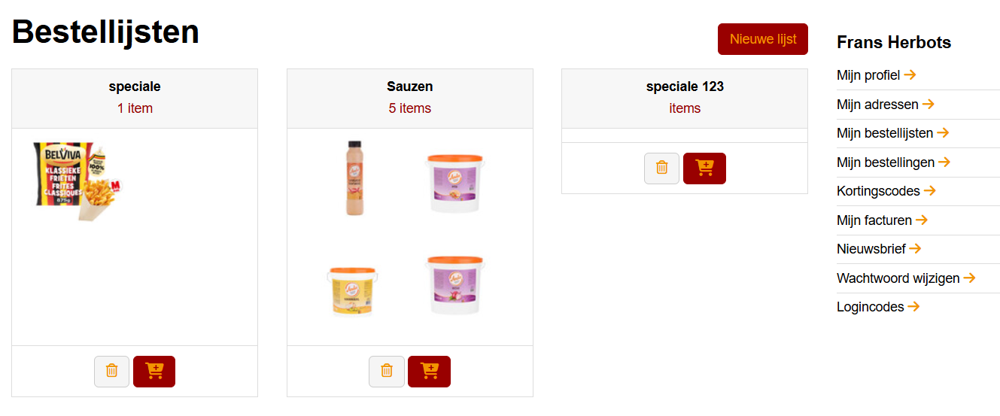 Bestellijsten
Nieuwe lijst
speciale
1 item
BELVIVA
KLASSIEKE
FRIETEN
FRITES
CLASSIQUES
875g
100%
M
Sauzen
5 items
speciale 123
items
Frans Herbots
Mijn profiel
Mijn adressen
Mijn bestellijsten
Mijn bestellingen
Kortingscodes
Mijn facturen
Nieuwsbrief
Wachtwoord wijzigen
Logincodes